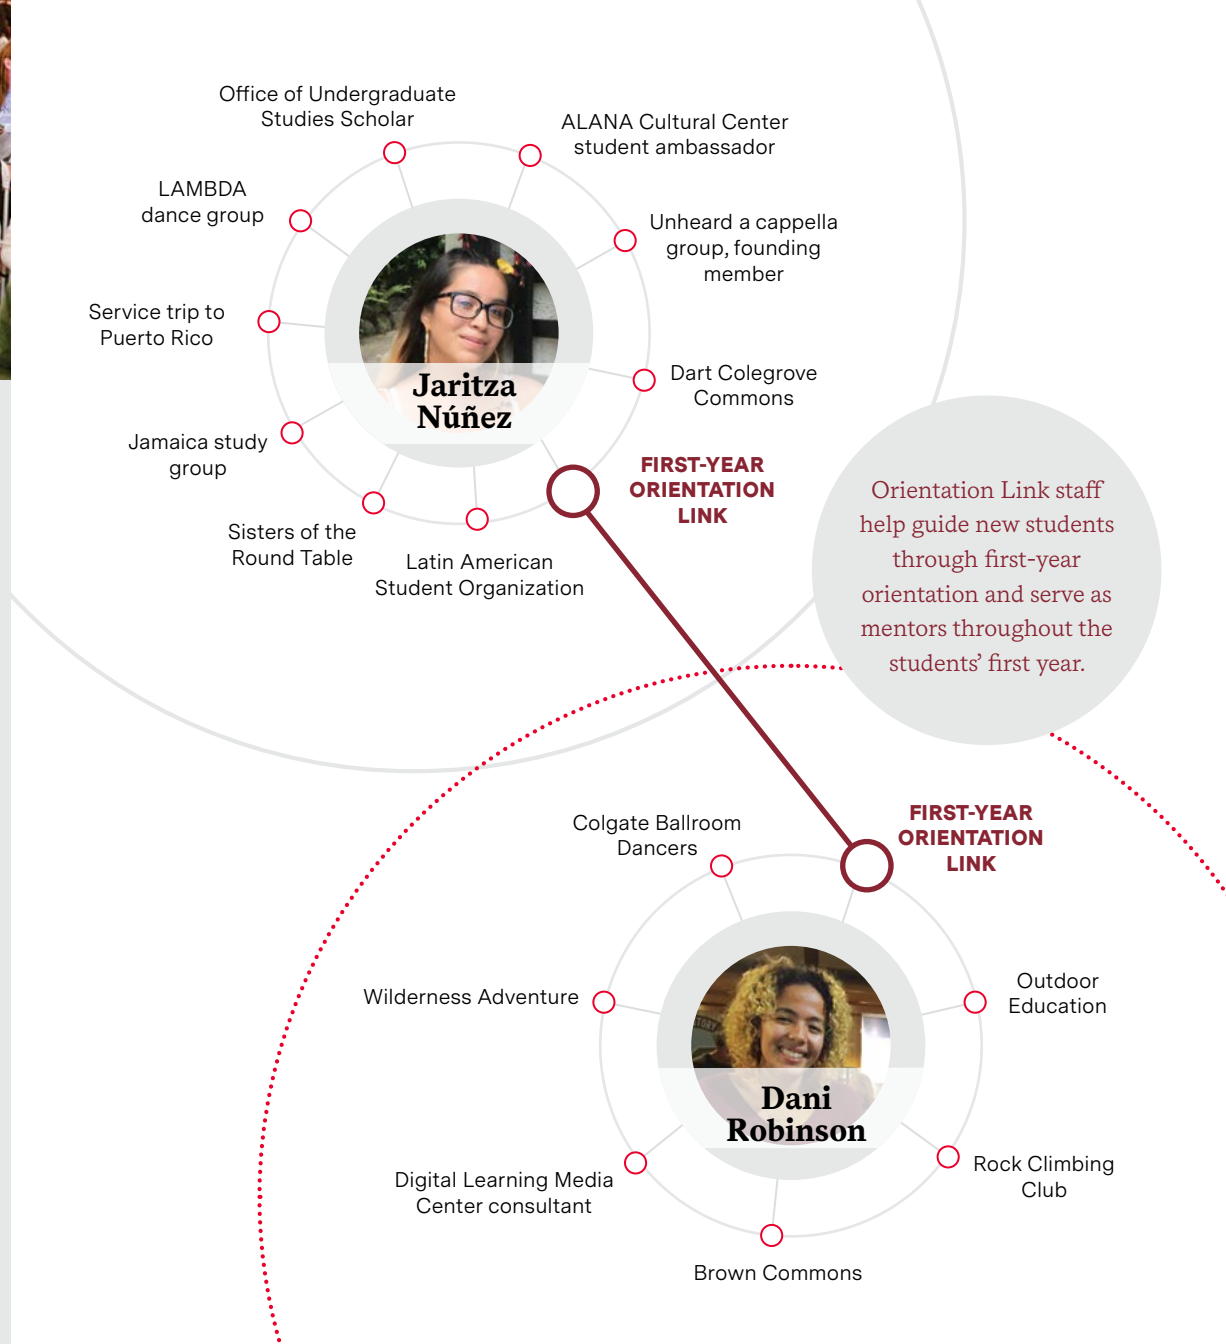 Office of Undergraduate
Studies Scholar
ALANA Cultural Center
student ambassador
LAMBDA
dance group
Unheard a cappella
group, founding
member
Service trip to
Puerto Rico
Jaritza
Núñez
Dart Colegrove
Commons
Jamaica study
group
FIRST-YEAR
ORIENTATION
LINK
Sisters of the
Round Table
Latin American
Student Organization
Orientation Link staff
help guide new students
through first-year
orientation and serve as
mentors throughout the
students’ first year.
Colgate Ballroom
Dancers
FIRST-YEAR
ORIENTATION
LINK
Wilderness Adventure
Outdoor
Education
Dani
Robinson
Digital Learning Media
Center consultant
Rock Climbing
Club
Brown Commons